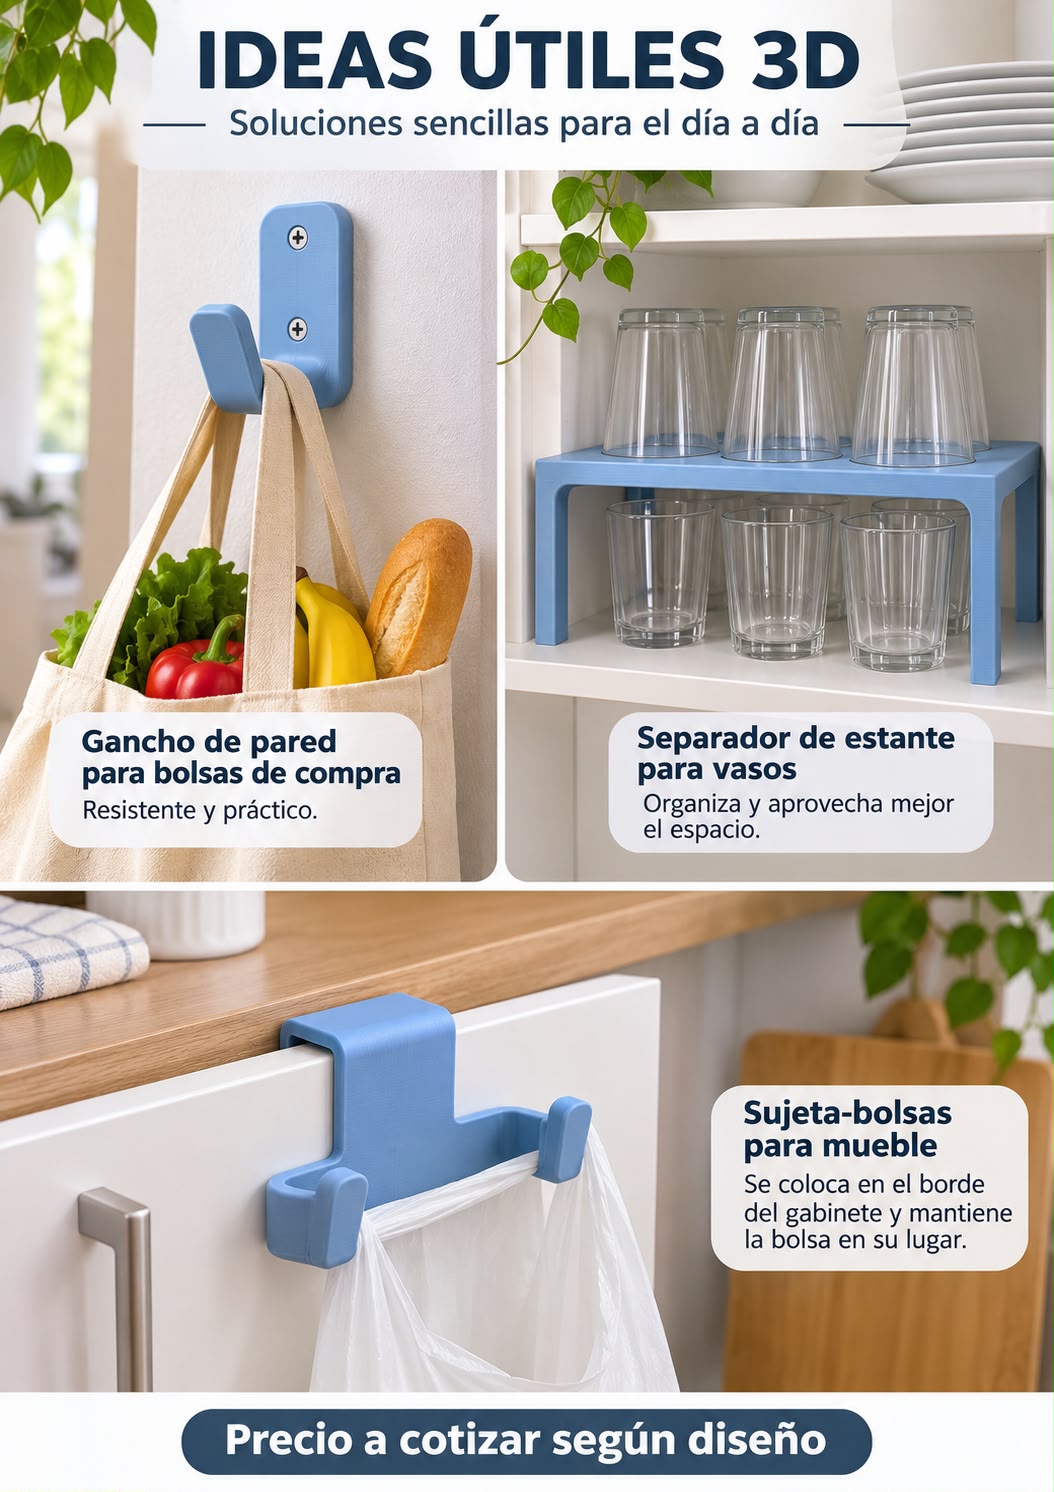 IDEAS ÚTILES 3D
Soluciones sencillas para el día a día
Gancho de pared
para bolsas de compra
Resistente y práctico.
Separador de estante
para vasos
Organiza y aprovecha mejor
el espacio.
Sujeta-bolsas
para mueble
Se coloca en el borde
del gabinete y mantiene
la bolsa en su lugar.
Precio a cotizar según diseño